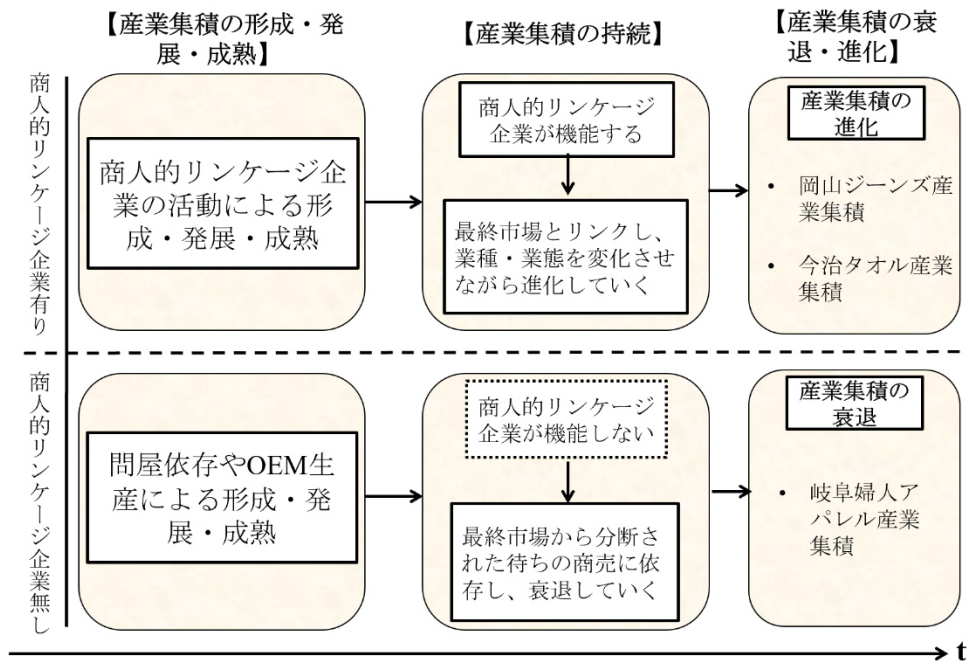 【産業集積の形成・発
展・成熟】
【産業集積の持続】
【産業集積の衰
退・進化】
商人的リンケージ企業有り
商人的リンケージ企
業の活動による形
成・発展・成熟
商人的リンケージ
企業が機能する
最終市場とリンクし、
業種・業態を変化させ
ながら進化していく
産業集積の
進化
• 岡山ジーンズ産
業集積
• 今治タオル産業
集積
商人的リンケージ企業無し
問屋依存やOEM生
産による形成・発
展・成熟
商人的リンケージ
企業が機能しない
最終市場から分断さ
れた待ちの商売に依
存し、衰退していく
産業集積の
衰退
• 岐阜婦人ア
パレル産業
集積
t